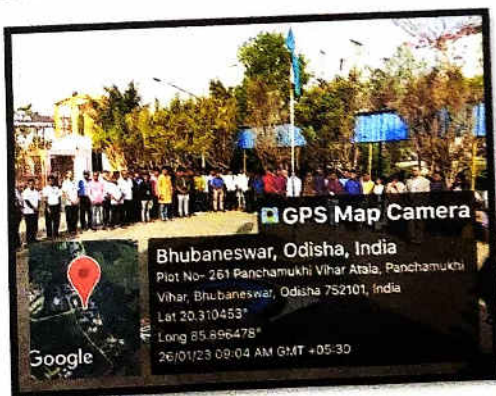 GPS Map Camera
Bhubaneswar, Odisha, India
Plot No- 261 Panchamukhi Vihar Atala, Panchamukhi
Vihar, Bhubaneswar, Odisha 752101, India
Lat 20.310453°
Long 85.896478°
26/01/23 09:04 AM GMT +05:30
Google